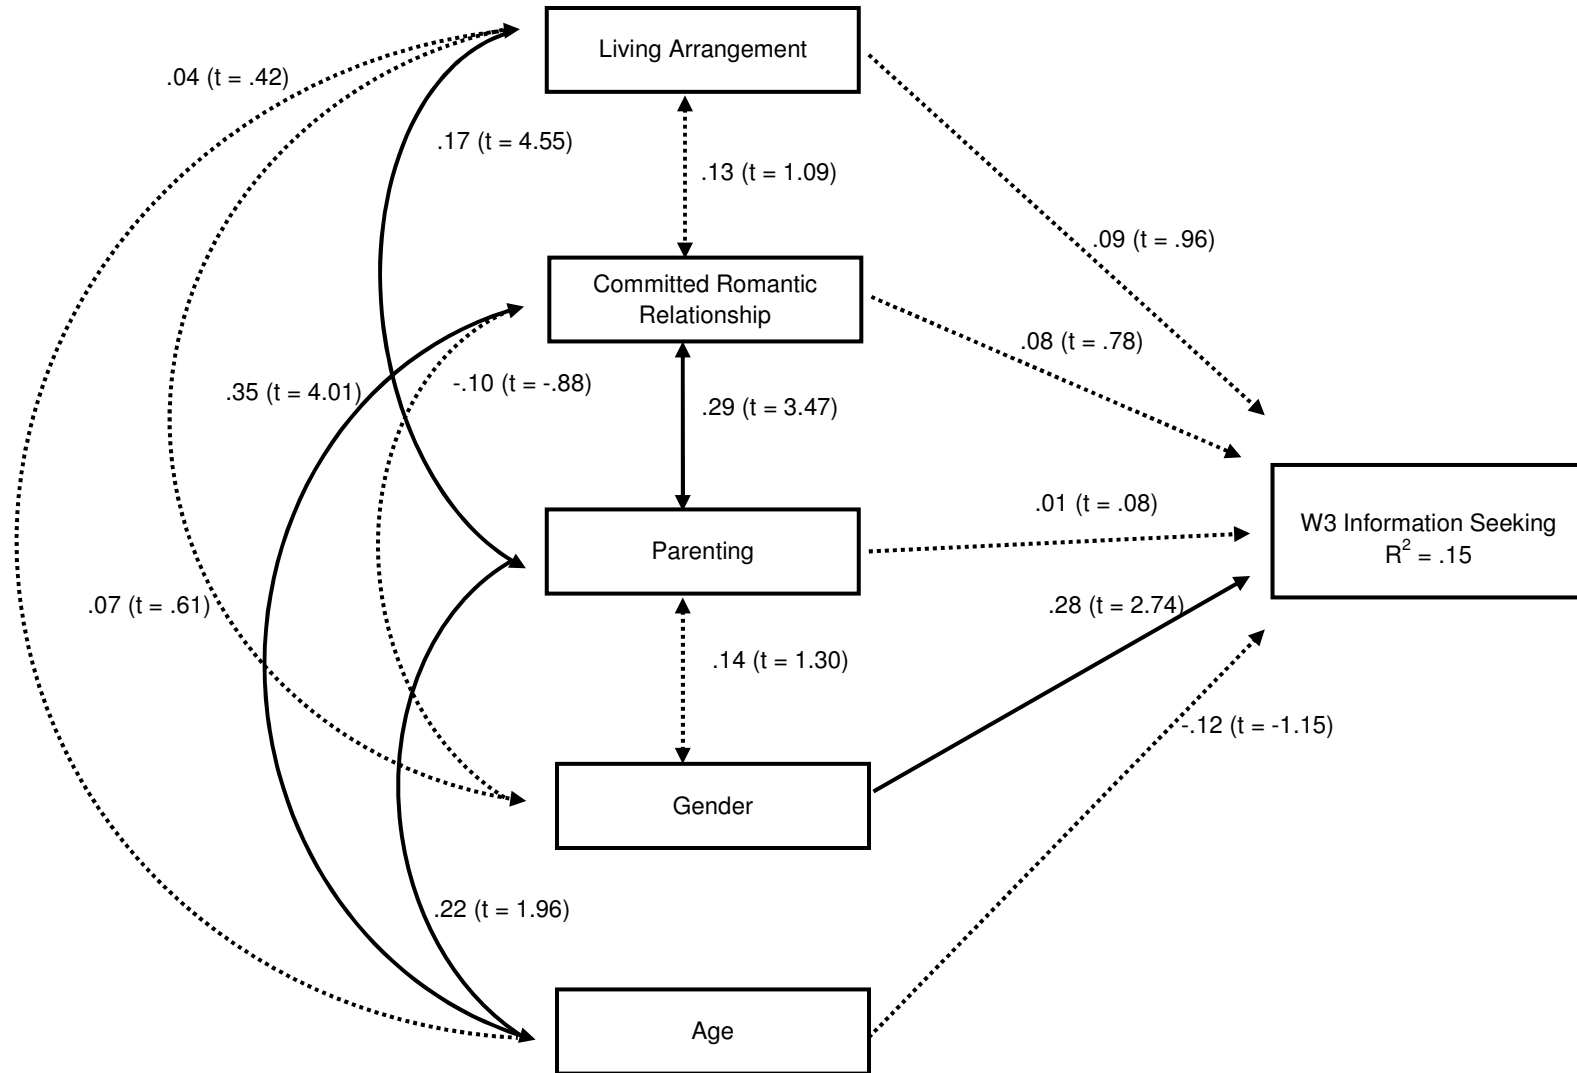 Living Arrangement
.04 (t = .42)
.17 (t = 4.55)
.13 (t = 1.09)
.09 (t = .96)
Committed Romantic
Relationship
.08 (t = .78)
.35 (t = 4.01)
-.10 (t = -.88)
.29 (t = 3.47)
.01 (t = .08)
W3 Information Seeking
R² = .15
Parenting
.07 (t = .61)
.28 (t = 2.74)
.14 (t = 1.30)
-.12 (t = -1.15)
Gender
.22 (t = 1.96)
Age